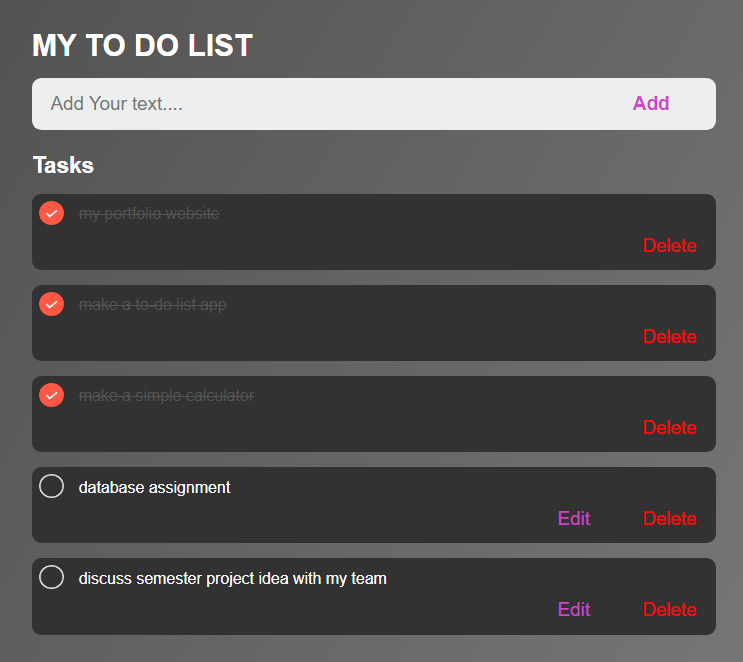 MY TO DO LIST
Add Your text.... Add
Tasks
my portfolio website
Delete
make a to-do list app
Delete
make a simple calculator
Delete
database assignment
Edit Delete
discuss semester project idea with my team
Edit Delete